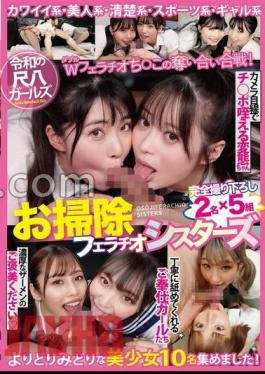 カワイイ系・美人系・清楚系・スポーツ系・ギャル系
Wフェラチオち○この奪い合い合戦!
令和の尺八ガールズ
カメラ目線で
チ○ポ咥える変態
お掃除
OSOJIFERACHIO
SISTERS
フェラチオシスターズ
完全撮り下ろし
2名×5組
濃厚なザーメンの
ご褒美ください
丁寧に舐めてくれる
ご奉仕ガールたち
よりどりみどりな美少女10名集めました!